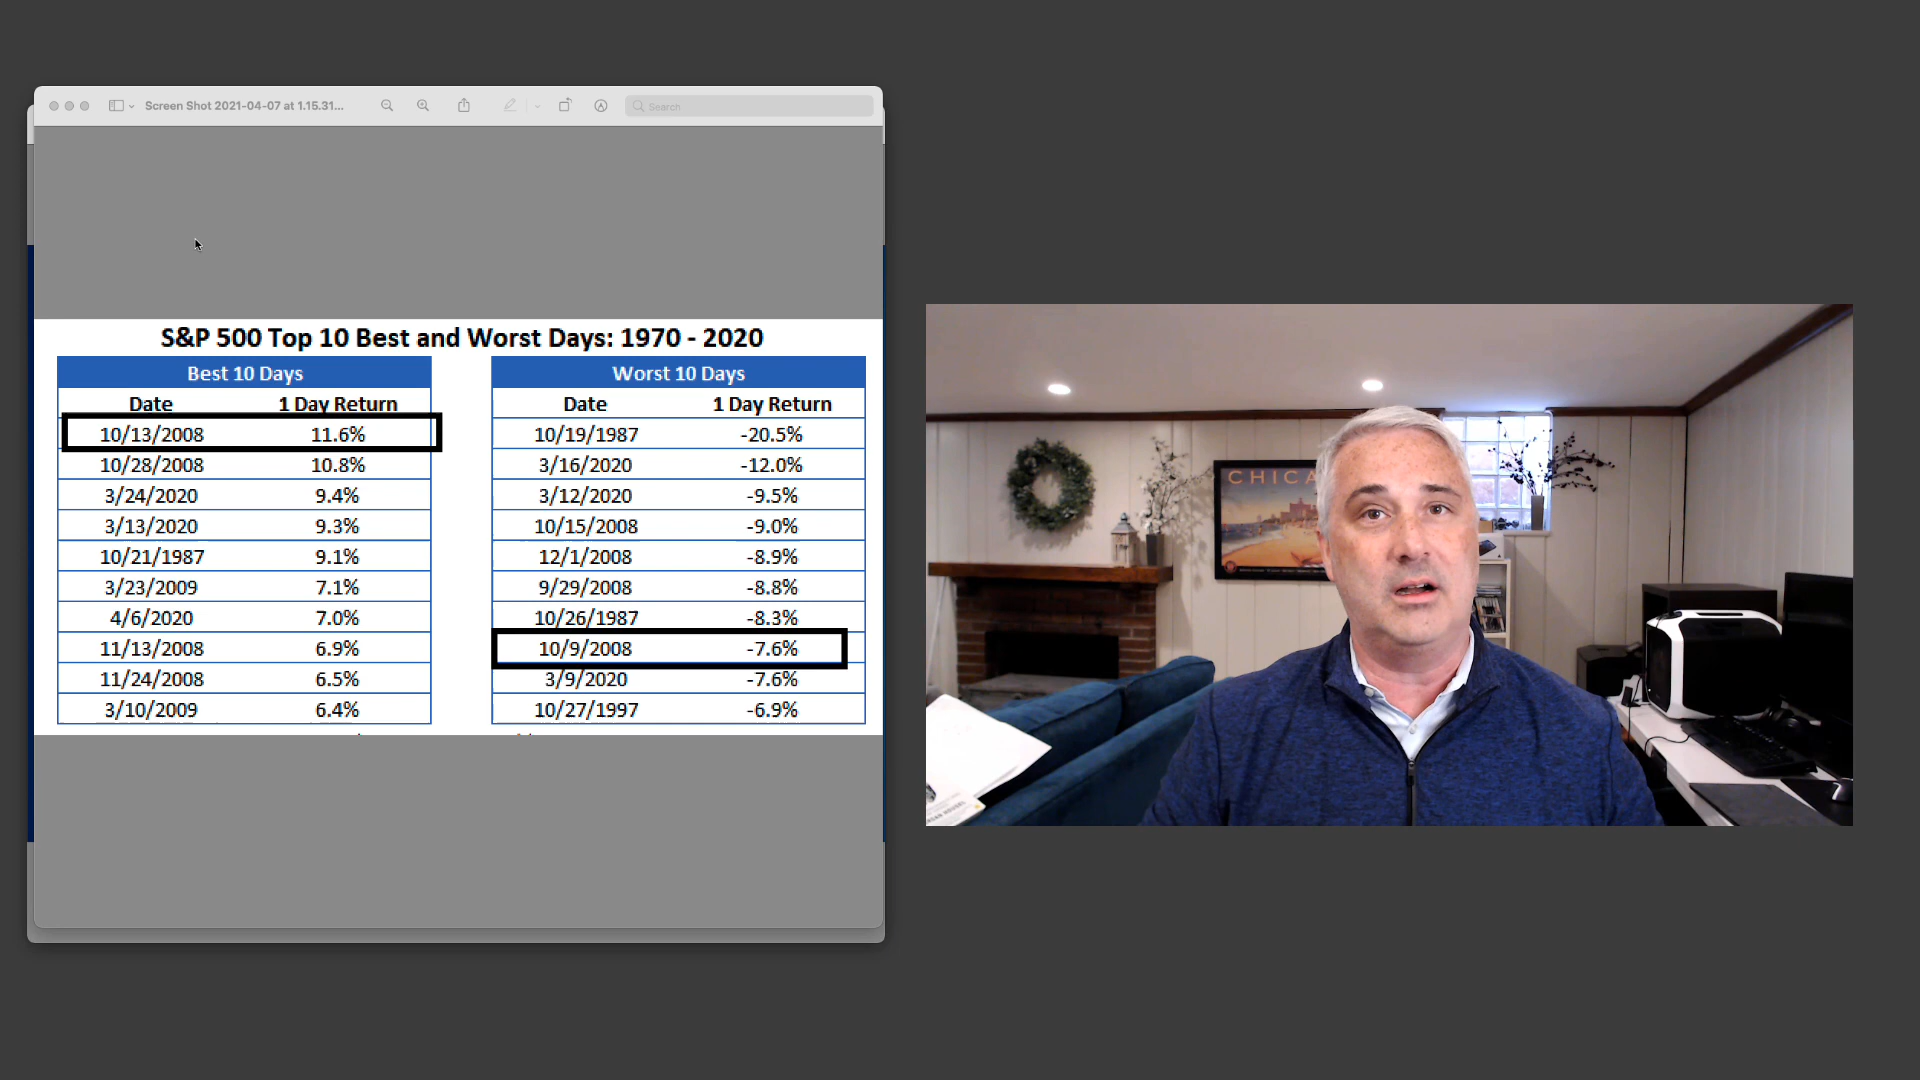 Screen Shot 2021-04-07 at 1.15.31...
Search
S&P 500 Top 10 Best and Worst Days: 1970 - 2020
Best 10 Days
Date 1 Day Return
10/13/2008 11.6%
10/28/2008 10.8%
3/24/2020 9.4%
3/13/2020 9.3%
10/21/1987 9.1%
3/23/2009 7.1%
4/6/2020 7.0%
11/13/2008 6.9%
11/24/2008 6.5%
3/10/2009 6.4%
Worst 10 Days
Date 1 Day Return
10/19/1987 -20.5%
3/16/2020 -12.0%
3/12/2020 -9.5%
10/15/2008 -9.0%
12/1/2008 -8.9%
9/29/2008 -8.8%
10/26/1987 -8.3%
10/9/2008 -7.6%
3/9/2020 -7.6%
10/27/1997 -6.9%
CHICA